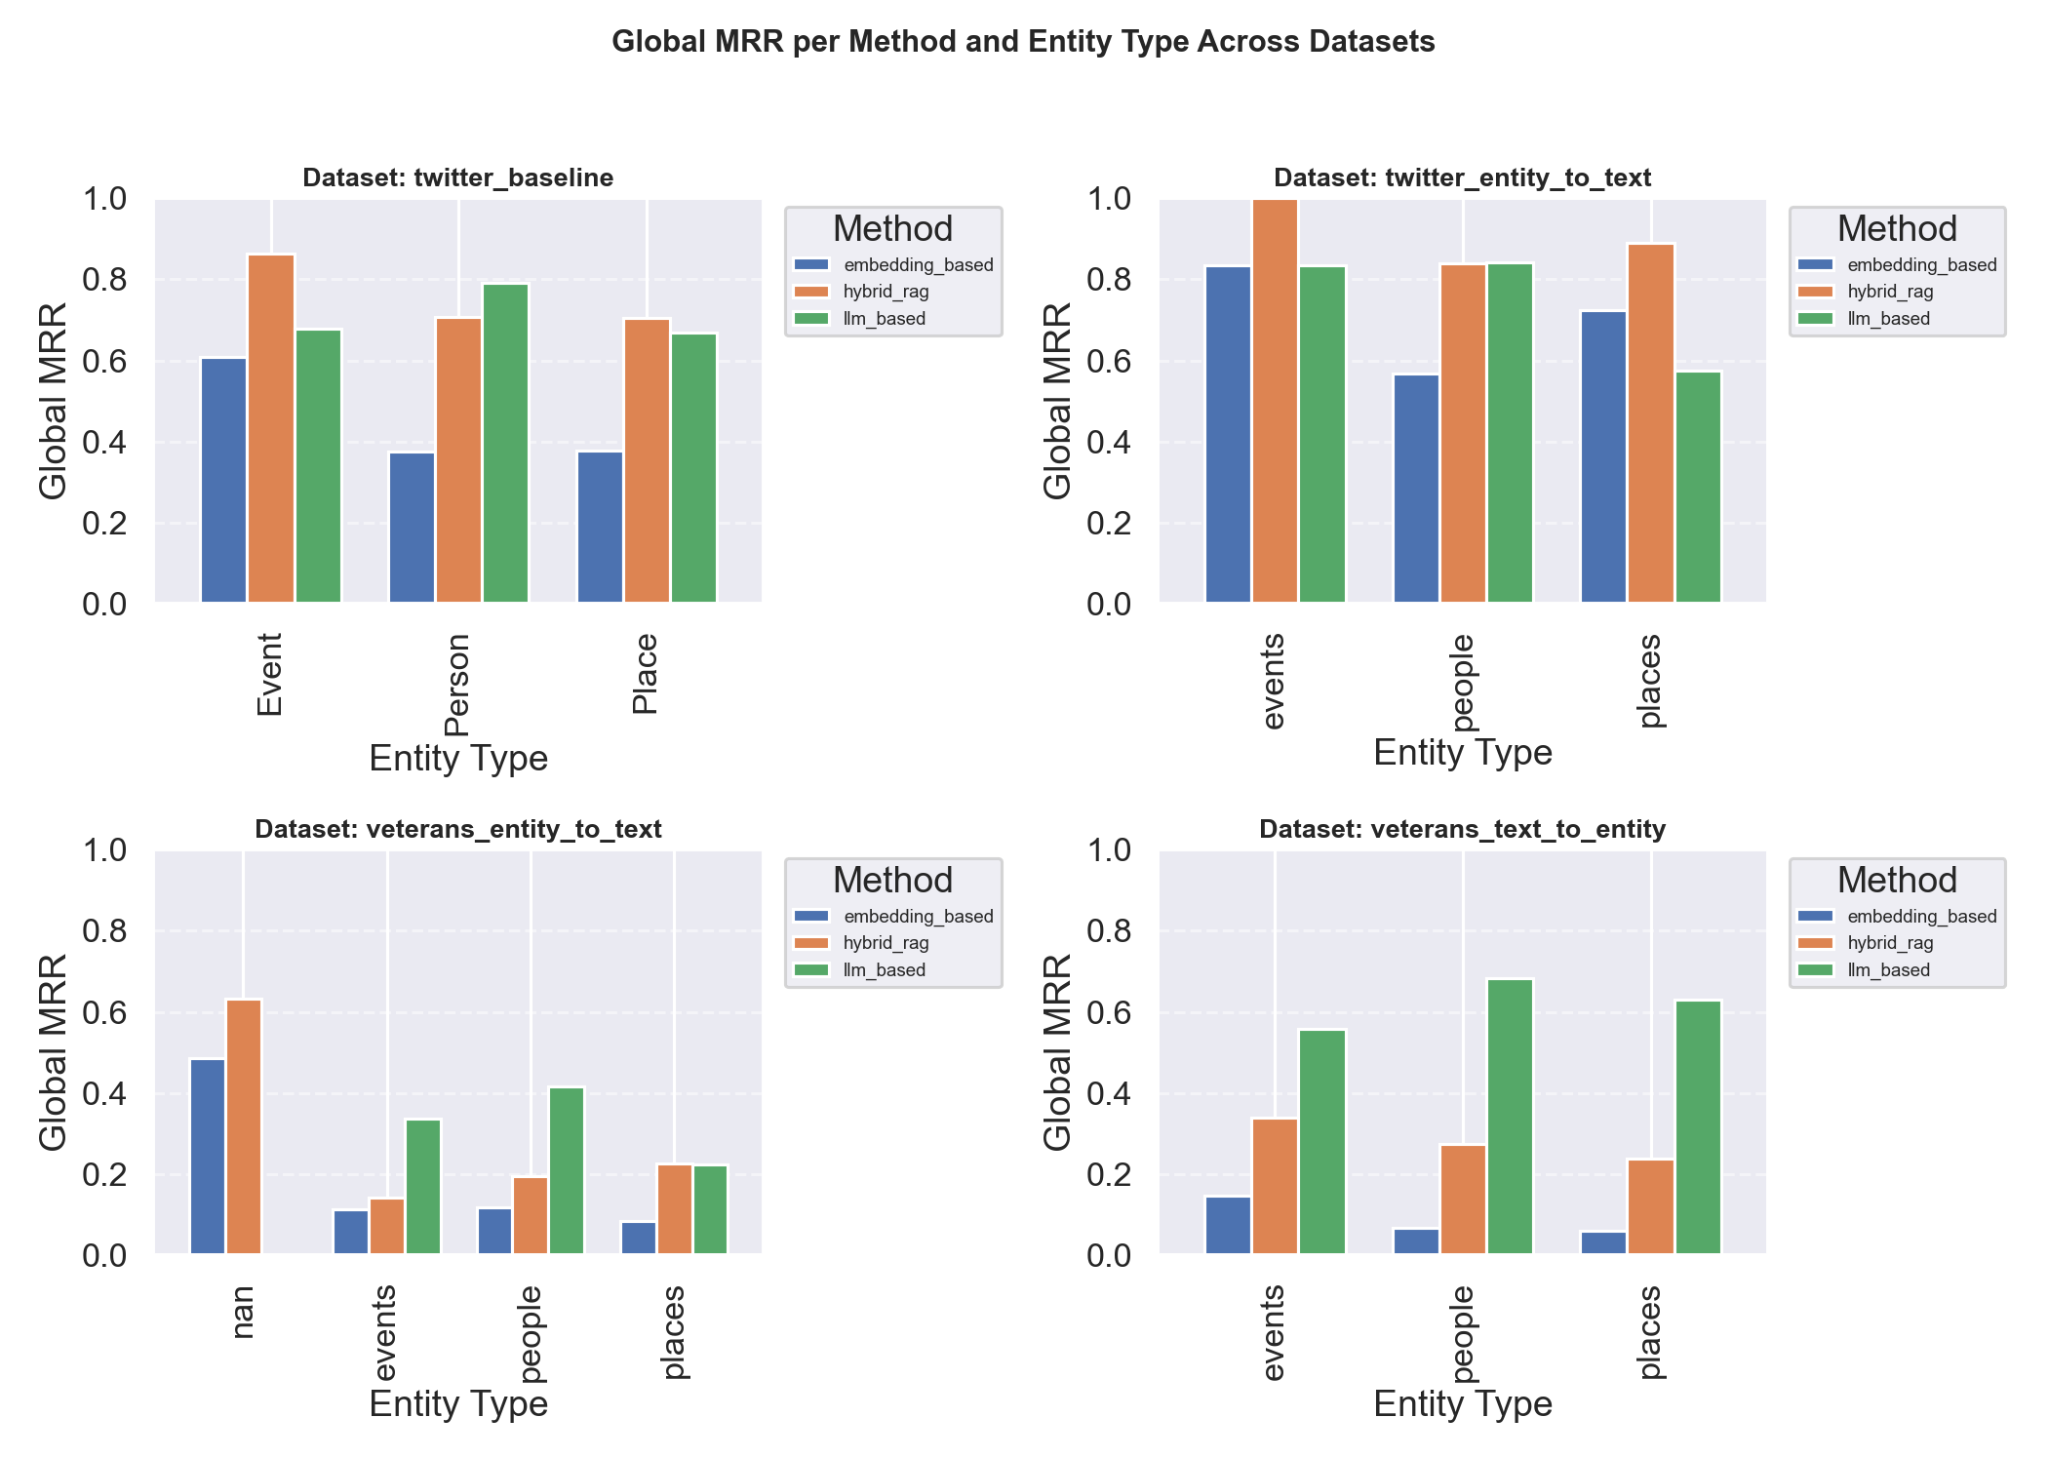 Global MRR per Method and Entity Type Across Datasets
Dataset: twitter_baseline
Global MRR
1.0
0.8
0.6
0.4
0.2
0.0
Event
Person
Place
Entity Type
Method
embedding_based
hybrid_rag
llm_based
Dataset: twitter_entity_to_text
Global MRR
1.0
0.8
0.6
0.4
0.2
0.0
events
people
places
Entity Type
Method
embedding_based
hybrid_rag
llm_based
Dataset: veterans_entity_to_text
Global MRR
1.0
0.8
0.6
0.4
0.2
0.0
nan
events
people
places
Entity Type
Method
embedding_based
hybrid_rag
llm_based
Dataset: veterans_text_to_entity
Global MRR
1.0
0.8
0.6
0.4
0.2
0.0
events
people
places
Entity Type
Method
embedding_based
hybrid_rag
llm_based